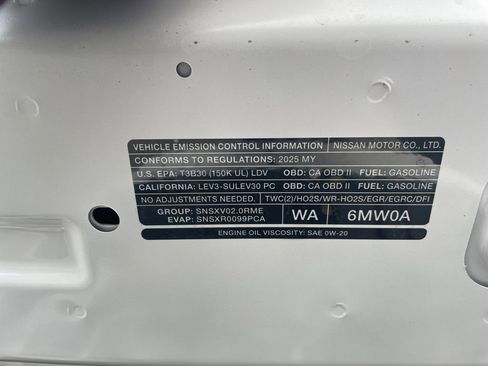 VEHICLE EMISSION CONTROL INFORMATION NISSAN MOTOR CO., LTD.
CONFORMS TO REGULATIONS: 2025 MY
U.S. EPA: T3B30 (150K UL) LDV OBD: CA OBD II FUEL: GASOLINE
CALIFORNIA: LEV3-SULEV30 PC OBD: CA OBD II FUEL: GASOLINE
NO ADJUSTMENTS NEEDED. TWC(2)/HO2S/WR-HO2S/EGR/EGRC/DFI
GROUP: SNSXV02.0RME
EVAP: SNSXR0099PCA
WA 6MW0A
ENGINE OIL VISCOSITY: SAE 0W-20